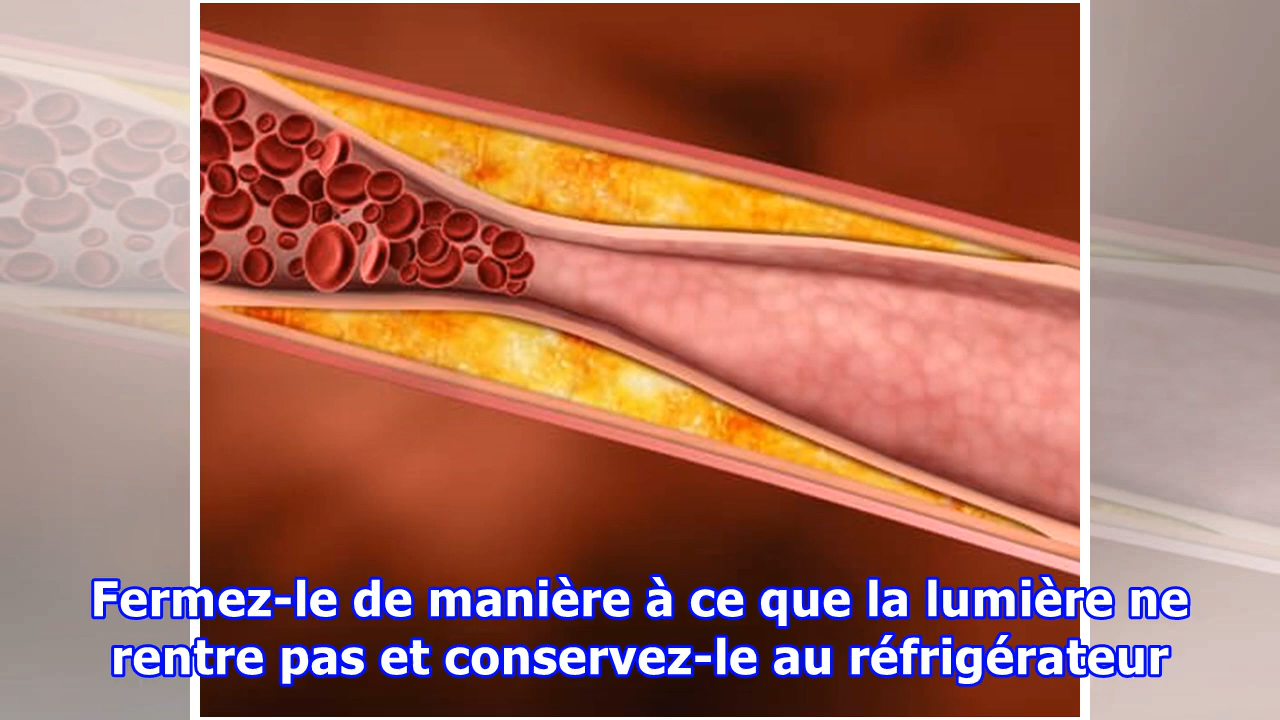 Fermez-le de manière à ce que la lumière ne
rentre pas et conservez-le au réfrigérateur